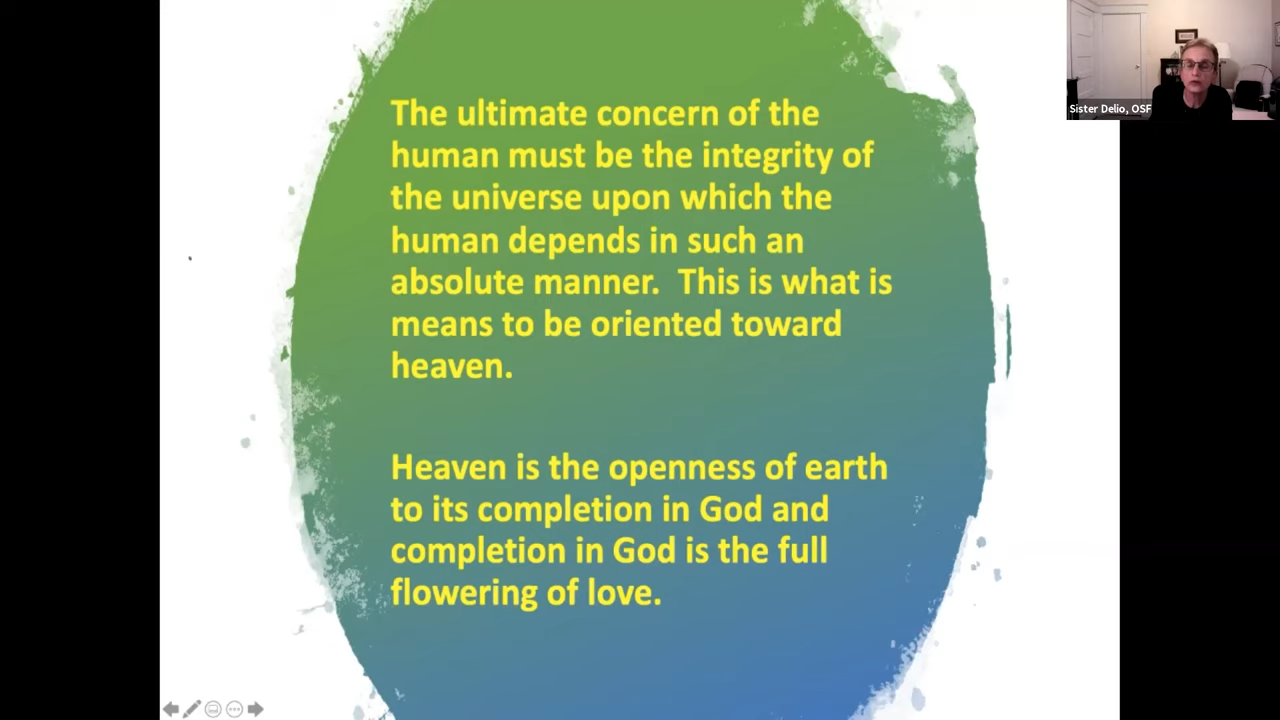 Sister Delio, OSF
The ultimate concern of the
human must be the integrity of
the universe upon which the
human depends in such an
absolute manner.  This is what is
means to be oriented toward
heaven.
Heaven is the openness of earth
to its completion in God and
completion in God is the full
flowering of love.